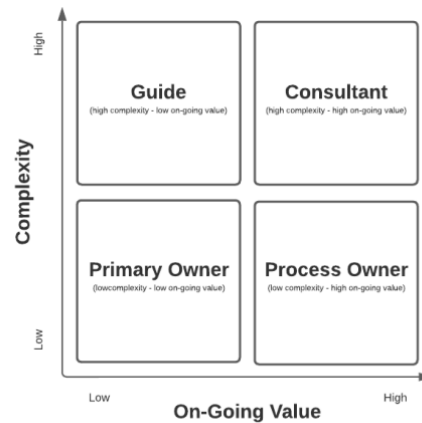 High
Guide
(high complexity - low on-going value)
Consultant
(high complexity - high on-going value)
Complexity
Primary Owner
(lowcomplexity - low on-going value)
Process Owner
(low complexity - high on-going value)
Low
Low
High
On-Going Value